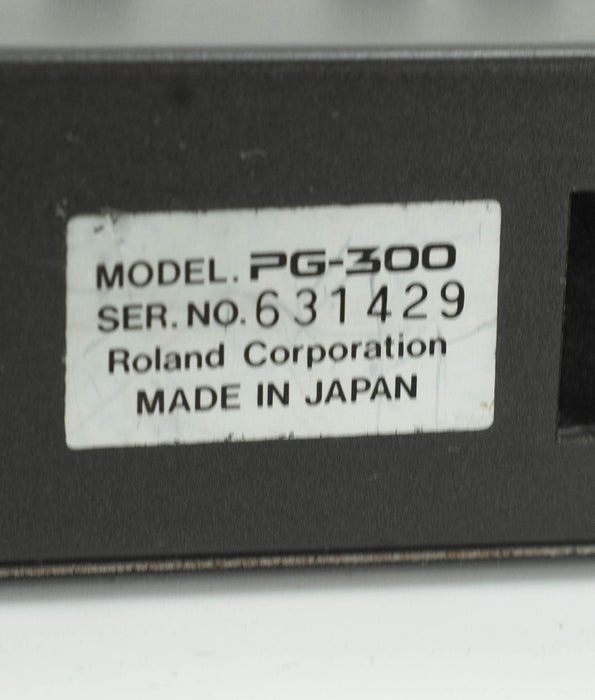 MODEL. PG-300
SER. NO. 631429
Roland Corporation
MADE IN JAPAN